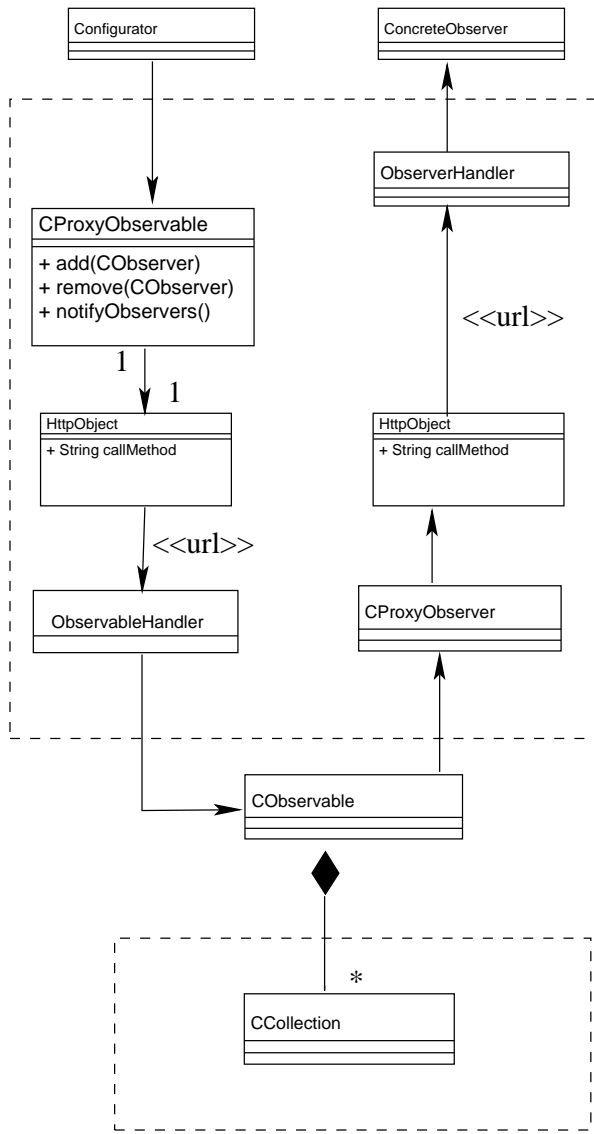 Configurator
ConcreteObserver
ObserverHandler
CProxyObservable
+ add(CObserver)
+ remove(CObserver)
+ notifyObservers()
<<url>>
1
1
HttpObject
+ String callMethod
HttpObject
+ String callMethod
<<url>>
ObservableHandler
CProxyObserver
CObservable
*
CCollection